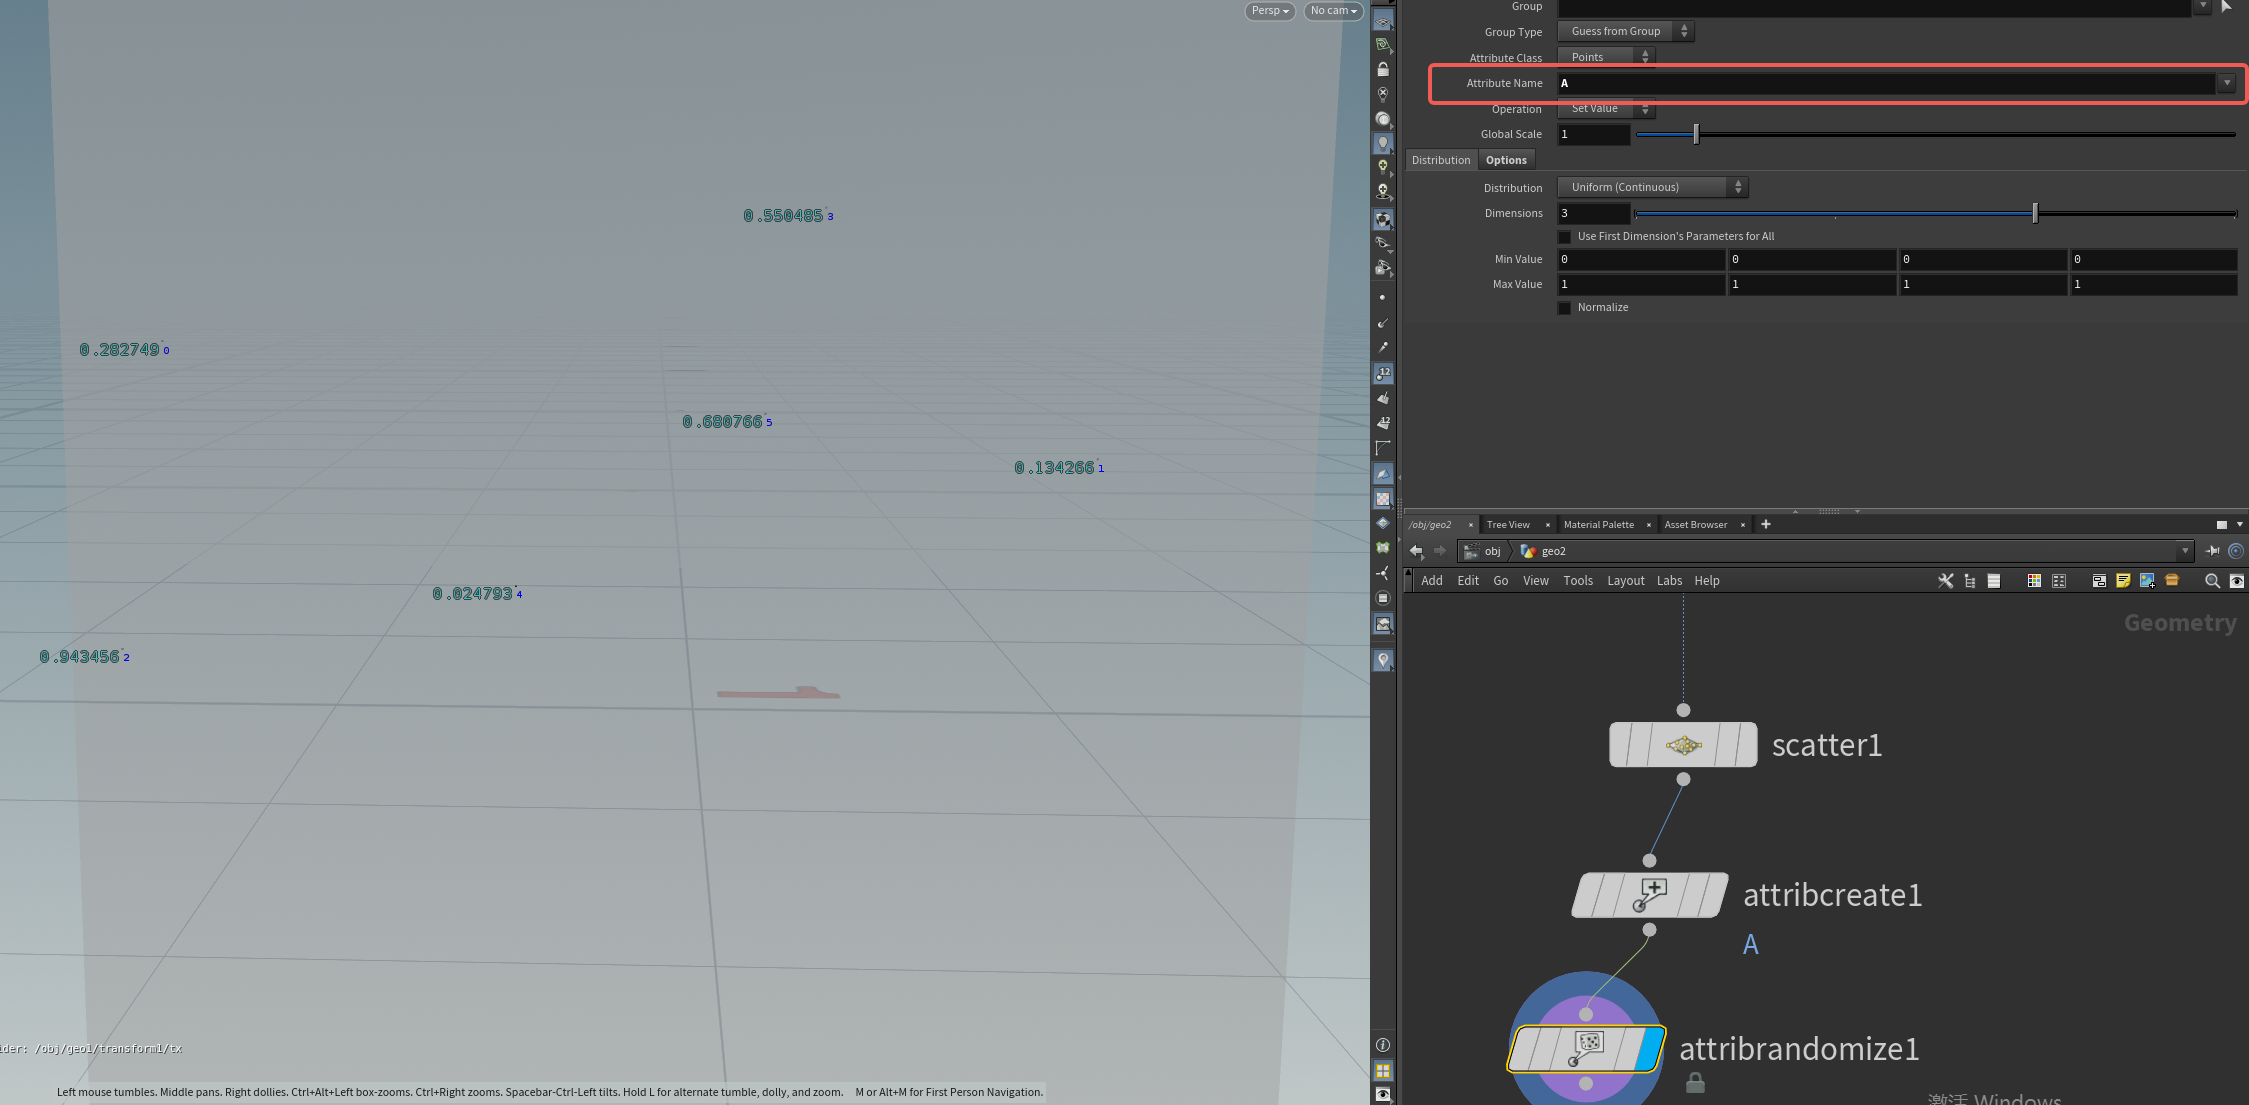 Persp
No cam
Group
Group Type Guess from Group
Attribute Class Points
Attribute Name A
Operation Set Value
Global Scale 1
Distribution Options
Distribution Uniform (Continuous)
Dimensions 3
Use First Dimension's Parameters for All
Min Value 0 0 0 0
Max Value 1 1 1 1
Normalize
0.550485 3
0.282749 0
0.680766 5
0.134266 1
0.024793 4
0.943456 2
12
12
/obj/geo2 × Tree View × Material Palette × Asset Browser × +
obj geo2
Add Edit Go View Tools Layout Labs Help
Geometry
scatter1
attribcreate1
A
attribrandomize1
激活 Windows
ider: /obj/geo1/transform1/tx
Left mouse tumbles. Middle pans. Right dollies. Ctrl+Alt+Left box-zooms. Ctrl+Right zooms. Spacebar-Ctrl-Left tilts. Hold L for alternate tumble, dolly, and zoom. M or Alt+M for First Person Navigation.